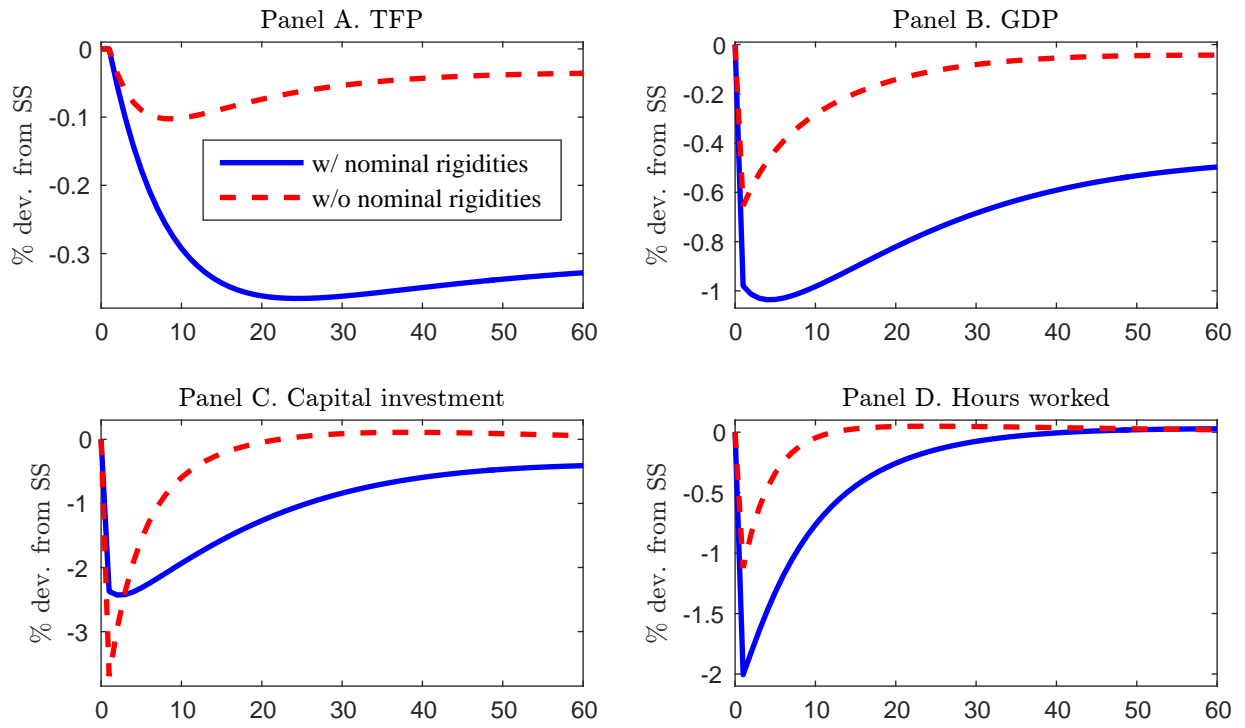 Panel A. TFP
% dev. from SS
0
-0.1
-0.2
-0.3
0 10 20 30 40 50 60
w/ nominal rigidities
w/o nominal rigidities
Panel B. GDP
% dev. from SS
0
-0.2
-0.4
-0.6
-0.8
-1
0 10 20 30 40 50 60
Panel C. Capital investment
% dev. from SS
0
-1
-2
-3
0 10 20 30 40 50 60
Panel D. Hours worked
% dev. from SS
0
-0.5
-1
-1.5
-2
0 10 20 30 40 50 60